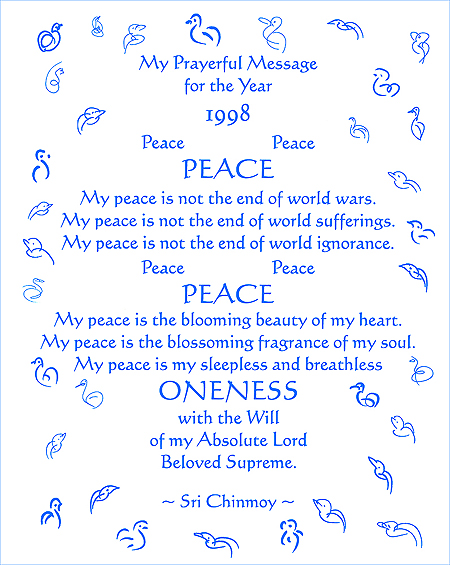 My Prayerful Message
for the Year
1998
Peace Peace
PEACE
My peace is not the end of world wars.
My peace is not the end of world sufferings.
My peace is not the end of world ignorance.
Peace Peace
PEACE
My peace is the blooming beauty of my heart.
My peace is the blossoming fragrance of my soul.
My peace is my sleepless and breathless
ONENESS
with the Will
of my Absolute Lord
Beloved Supreme.
~ Sri Chinmoy ~